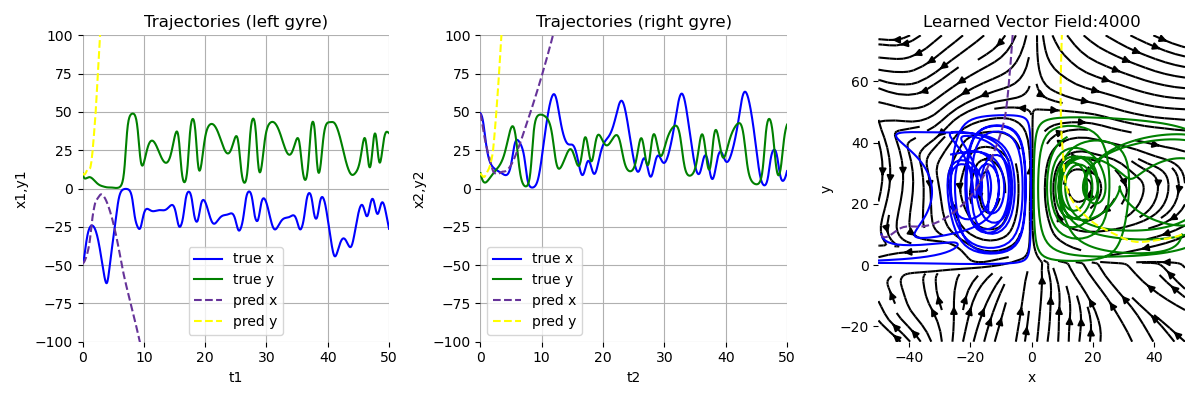 Trajectories (left gyre)
100
75
50
25
0
−25
−50
−75
−100
x1,y1
0
10
20
30
40
50
t1
true x
true y
pred x
pred y
Trajectories (right gyre)
100
75
50
25
0
−25
−50
−75
−100
x2,y2
0
10
20
30
40
50
t2
true x
true y
pred x
pred y
Learned Vector Field:4000
60
40
20
0
−20
y
−40
−20
0
20
40
x